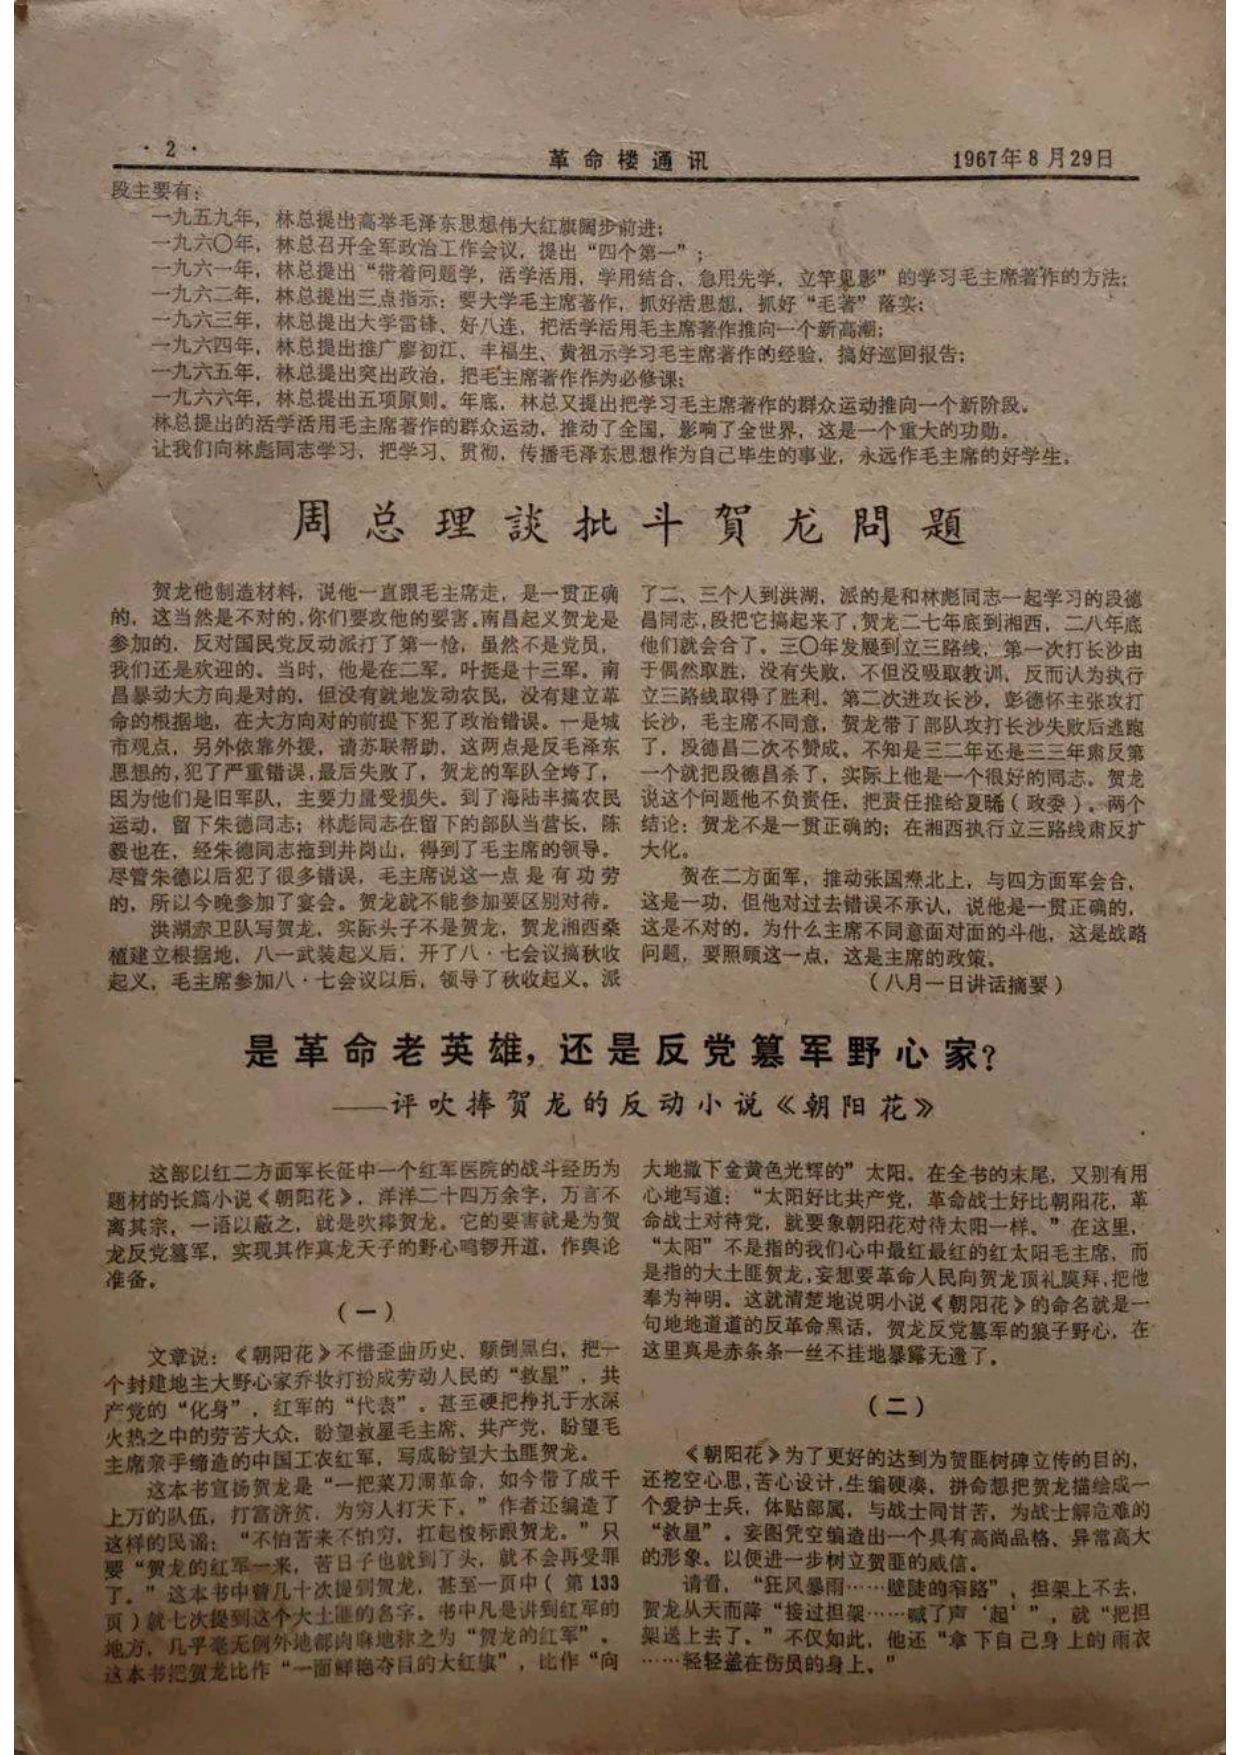 · 2 ·
革命楼通讯
1967年8月29日
段主要有：
一九五九年，林总提出高举毛泽东思想伟大红旗阔步前进；
一九六〇年，林总召开全军政治工作会议，提出“四个第一”；
一九六一年，林总提出“带着问题学，活学活用，学用结合，急用先学，立竿见影”的学习毛主席著作的方法；
一九六二年，林总提出三点指示：要大学毛主席著作，抓好活思想，抓好“毛著”落实；
一九六三年，林总提出大学雷锋、好八连，把活学活用毛主席著作推向一个新高潮；
一九六四年，林总提出推广廖初江、丰福生、黄祖示学习毛主席著作的经验，搞好巡回报告；
一九六五年，林总提出突出政治，把毛主席著作作为必修课；
一九六六年，林总提出五项原则。年底，林总又提出把学习毛主席著作的群众运动推向一个新阶段。
林总提出的活学活用毛主席著作的群众运动，推动了全国，影响了全世界，这是一个重大的功勋。
让我们向林彪同志学习，把学习、贯彻，传播毛泽东思想作为自己毕生的事业，永远作毛主席的好学生。
周总理談批斗賀龙問題
贺龙他制造材料，说他一直跟毛主席走，是一贯正确
的，这当然是不对的，你们要攻他的要害。南昌起义贺龙是
参加的，反对国民党反动派打了第一枪，虽然不是党员，
我们还是欢迎的。当时，他是在二军，叶挺是十三军。南
昌暴动大方向是对的，但没有就地发动农民，没有建立革
命的根据地，在大方向对的前提下犯了政治错误。一是城
市观点，另外依靠外援，请苏联帮助，这两点是反毛泽东
思想的，犯了严重错误，最后失败了，贺龙的军队全垮了，
因为他们是旧军队，主要力量受损失。到了海陆丰搞农民
运动，留下朱德同志；林彪同志在留下的部队当营长，陈
毅也在，经朱德同志拖到井岗山，得到了毛主席的领导。
尽管朱德以后犯了很多错误，毛主席说这一点是有功劳
的，所以今晚参加了宴会。贺龙就不能参加要区别对待。
洪湖赤卫队写贺龙，实际头子不是贺龙，贺龙湘西桑
植建立根据地，八一武装起义后，开了八·七会议搞秋收
起义，毛主席参加八·七会议以后，领导了秋收起义。派
了二、三个人到洪湖，派的是和林彪同志一起学习的段德
昌同志，段把它搞起来了，贺龙二七年底到湘西，二八年底
他们就会合了。三〇年发展到立三路线，第一次打长沙由
于偶然取胜，没有失败，不但没吸取教训，反而认为执行
立三路线取得了胜利。第二次进攻长沙，彭德怀主张攻打
长沙，毛主席不同意，贺龙带了部队攻打长沙失败后逃跑
了，段德昌二次不赞成。不知是三二年还是三三年肃反第
一个就把段德昌杀了，实际上他是一个很好的同志。贺龙
说这个问题他不负责任，把责任推给夏晞（政委）。两个
结论：贺龙不是一贯正确的；在湘西执行立三路线肃反扩
大化。
贺在二方面军，推动张国焘北上，与四方面军会合，
这是一功，但他对过去错误不承认，说他是一贯正确的，
这是不对的。为什么主席不同意面对面的斗他，这是战略
问题，要照顾这一点，这是主席的政策。
（八月一日讲话摘要）
是革命老英雄，还是反党篡军野心家？
——评吹捧贺龙的反动小说《朝阳花》
这部以红二方面军长征中一个红军医院的战斗经历为
题材的长篇小说《朝阳花》，洋洋二十四万余字，万言不
离其宗，一语以蔽之，就是吹捧贺龙。它的要害就是为贺
龙反党篡军，实现其作真龙天子的野心鸣锣开道，作舆论
准备。
（一）
文章说：《朝阳花》不惜歪曲历史、颠倒黑白，把一
个封建地主大野心家乔妆打扮成劳动人民的“救星”，共
产党的“化身”，红军的“代表”。甚至硬把挣扎于水深
火热之中的劳苦大众，盼望救星毛主席、共产党，盼望毛
主席亲手缔造的中国工农红军，写成盼望大土匪贺龙。
这本书宣扬贺龙是“一把菜刀闹革命，如今带了成千
上万的队伍，打富济贫，为穷人打天下。”作者还编造了
这样的民谣：“不怕苦来不怕穷，扛起梭标跟贺龙。”只
要“贺龙的红军一来，苦日子也就到了头，就不会再受罪
了。”这本书中曾几十次提到贺龙，甚至一页中（第133
页）就七次提到这个大土匪的名字。书中凡是讲到红军的
地方，几乎毫无例外地都肉麻地称之为“贺龙的红军”。
这本书把贺龙比作“一面鲜艳夺目的大红旗”，比作“向
大地撒下金黄色光辉的”太阳。在全书的末尾，又别有用
心地写道：“太阳好比共产党，革命战士好比朝阳花，革
命战士对待党，就要象朝阳花对待太阳一样。”在这里，
“太阳”不是指的我们心中最红最红的红太阳毛主席，而
是指的大土匪贺龙，妄想要革命人民向贺龙顶礼膜拜，把他
奉为神明。这就清楚地说明小说《朝阳花》的命名就是一
句地地道道的反革命黑话，贺龙反党篡军的狼子野心，在
这里真是赤条条一丝不挂地暴露无遗了。
（二）
《朝阳花》为了更好的达到为贺匪树碑立传的目的，
还挖空心思，苦心设计，生编硬凑，拼命想把贺龙描绘成一
个爱护士兵，体贴部属，与战士同甘苦，为战士解危难的
“救星”。妄图凭空编造出一个具有高尚品格、异常高大
的形象。以便进一步树立贺匪的威信。
请看，“狂风暴雨……壁陡的窄路”，担架上不去，
贺龙从天而降“接过担架……喊了声‘起’”，就“把担
架送上去了。”不仅如此，他还“拿下自己身上的雨衣
……轻轻盖在伤员的身上。”